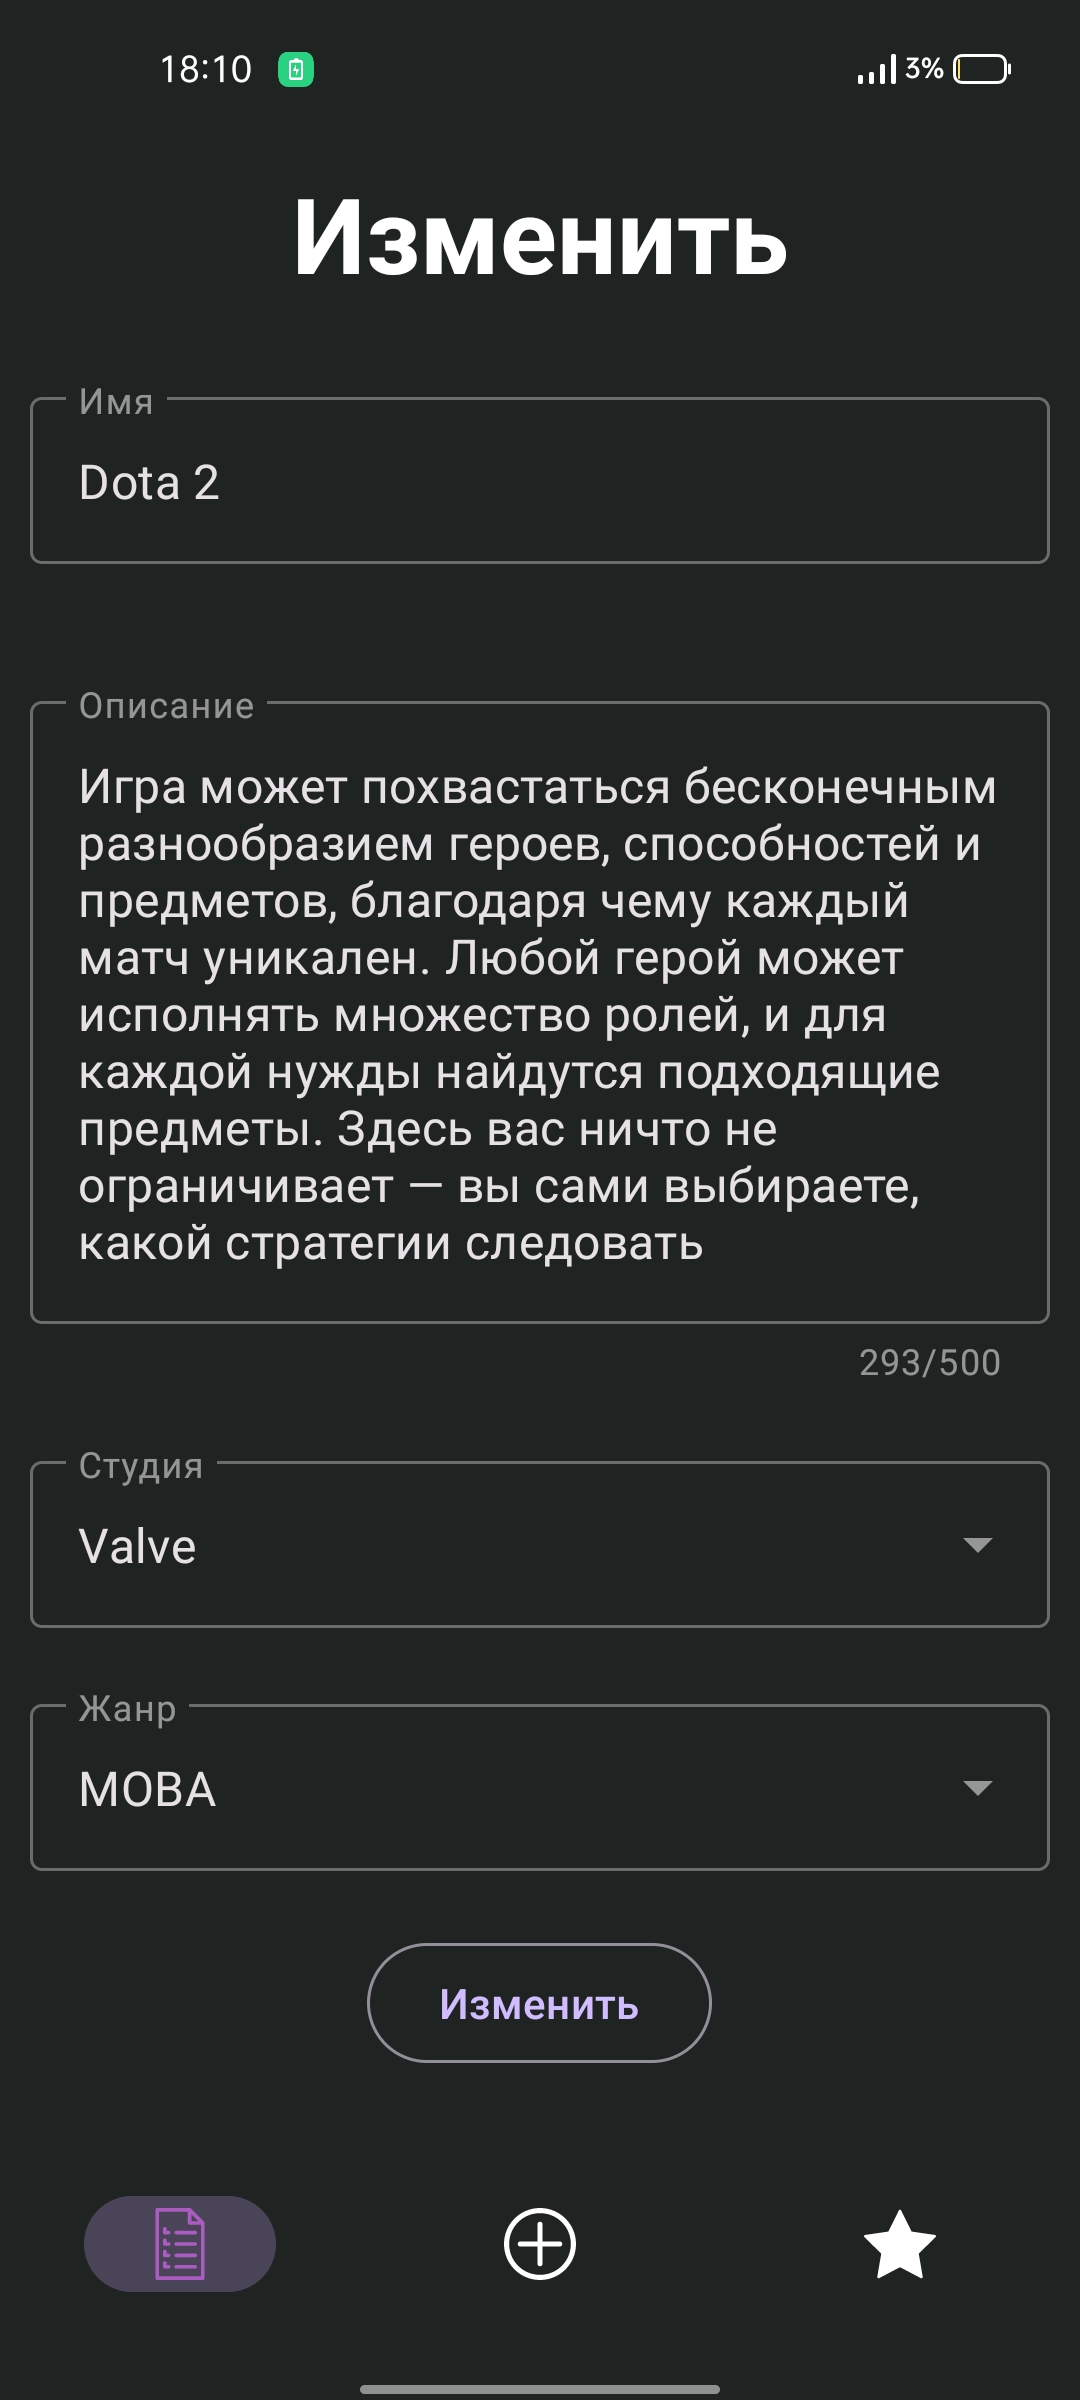 18:10
3%
Изменить
Имя
Dota 2
Описание
Игра может похвастаться бесконечным
разнообразием героев, способностей и
предметов, благодаря чему каждый
матч уникален. Любой герой может
исполнять множество ролей, и для
каждой нужды найдутся подходящие
предметы. Здесь вас ничто не
ограничивает — вы сами выбираете,
какой стратегии следовать
293/500
Студия
Valve
Жанр
MOBA
Изменить